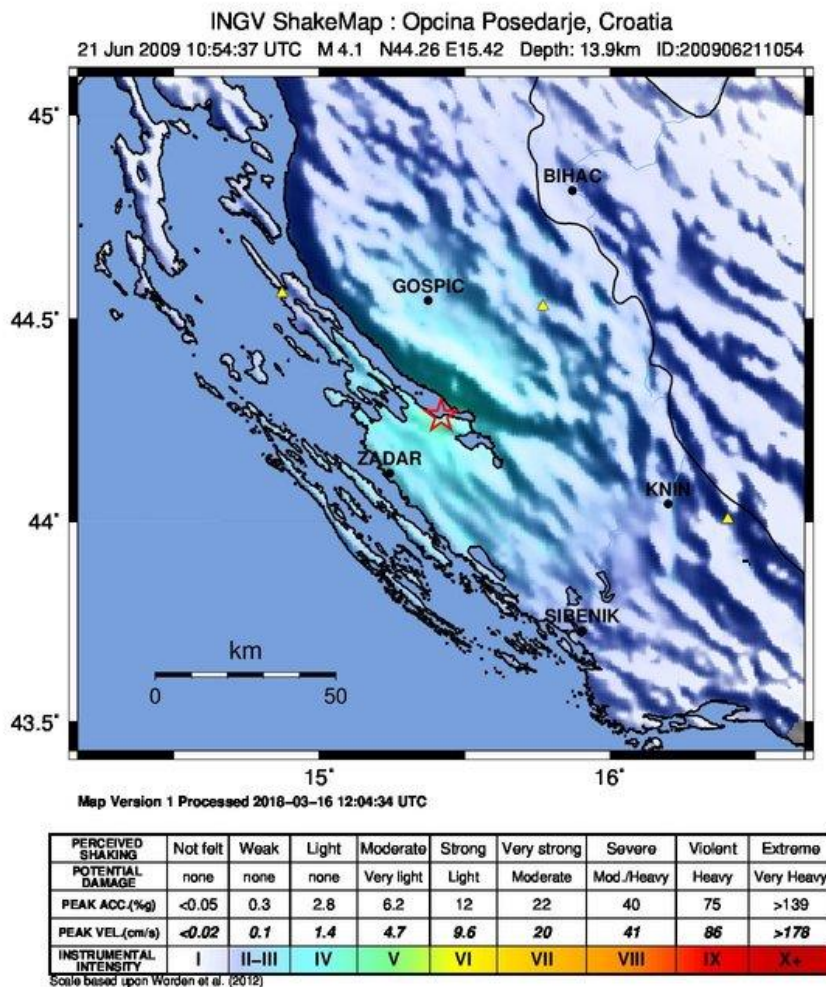 INGV ShakeMap : Opcina Posedarje, Croatia
21 Jun 2009 10:54:37 UTC M 4.1 N44.26 E15.42 Depth: 13.9km ID:200906211054
45°
BIHAC
GOSPIC
44.5°
ZADAR
KNIN
44°
SIBENIK
km
0 50
43.5°
15° 16°
Map Version 1 Processed 2018-03-16 12:04:34 UTC
PERCEIVED SHAKING Not felt Weak Light Moderate Strong Very strong Severe Violent Extreme
POTENTIAL DAMAGE none none none Very light Light Moderate Mod./Heavy Heavy Very Heavy
PEAK ACC.(%g) <0.05 0.3 2.8 6.2 12 22 40 75 >139
PEAK VEL.(cm/s) <0.02 0.1 1.4 4.7 9.6 20 41 86 >178
INSTRUMENTAL INTENSITY I II-III IV V VI VII VIII IX X+
Scale based upon Worden et al. (2012)